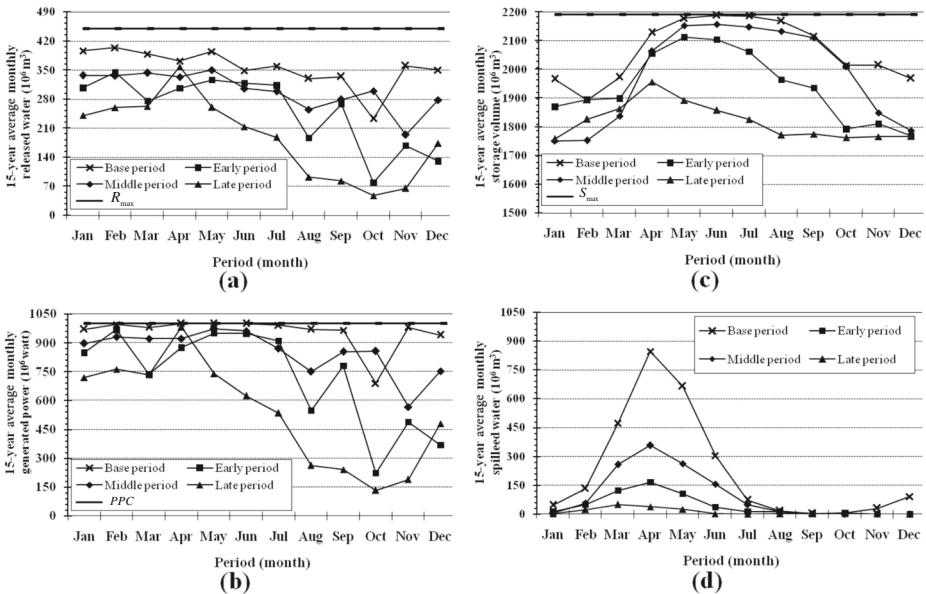 15-year average monthly
released water (10⁶ m³)
490
420
350
280
210
140
70
0
Base period
Early period
Middle period
Late period
Rmax
Jan Feb Mar Apr May Jun Jul Aug Sep Oct Nov Dec
Period (month)
(a)
15-year average monthly
storage volume (10⁶ m³)
2200
2100
2000
1900
1800
1700
1600
1500
Base period
Early period
Middle period
Late period
Smax
Jan Feb Mar Apr May Jun Jul Aug Sep Oct Nov Dec
Period (month)
(c)
15-year average monthly
generated power (10⁶ watt)
1050
900
750
600
450
300
150
0
Base period
Early period
Middle period
Late period
PPC
Jan Feb Mar Apr May Jun Jul Aug Sep Oct Nov Dec
Period (month)
(b)
15-year average monthly
spilleed water (10⁶ m³)
1050
900
750
600
450
300
150
0
Base period
Early period
Middle period
Late period
Jan Feb Mar Apr May Jun Jul Aug Sep Oct Nov Dec
Period (month)
(d)